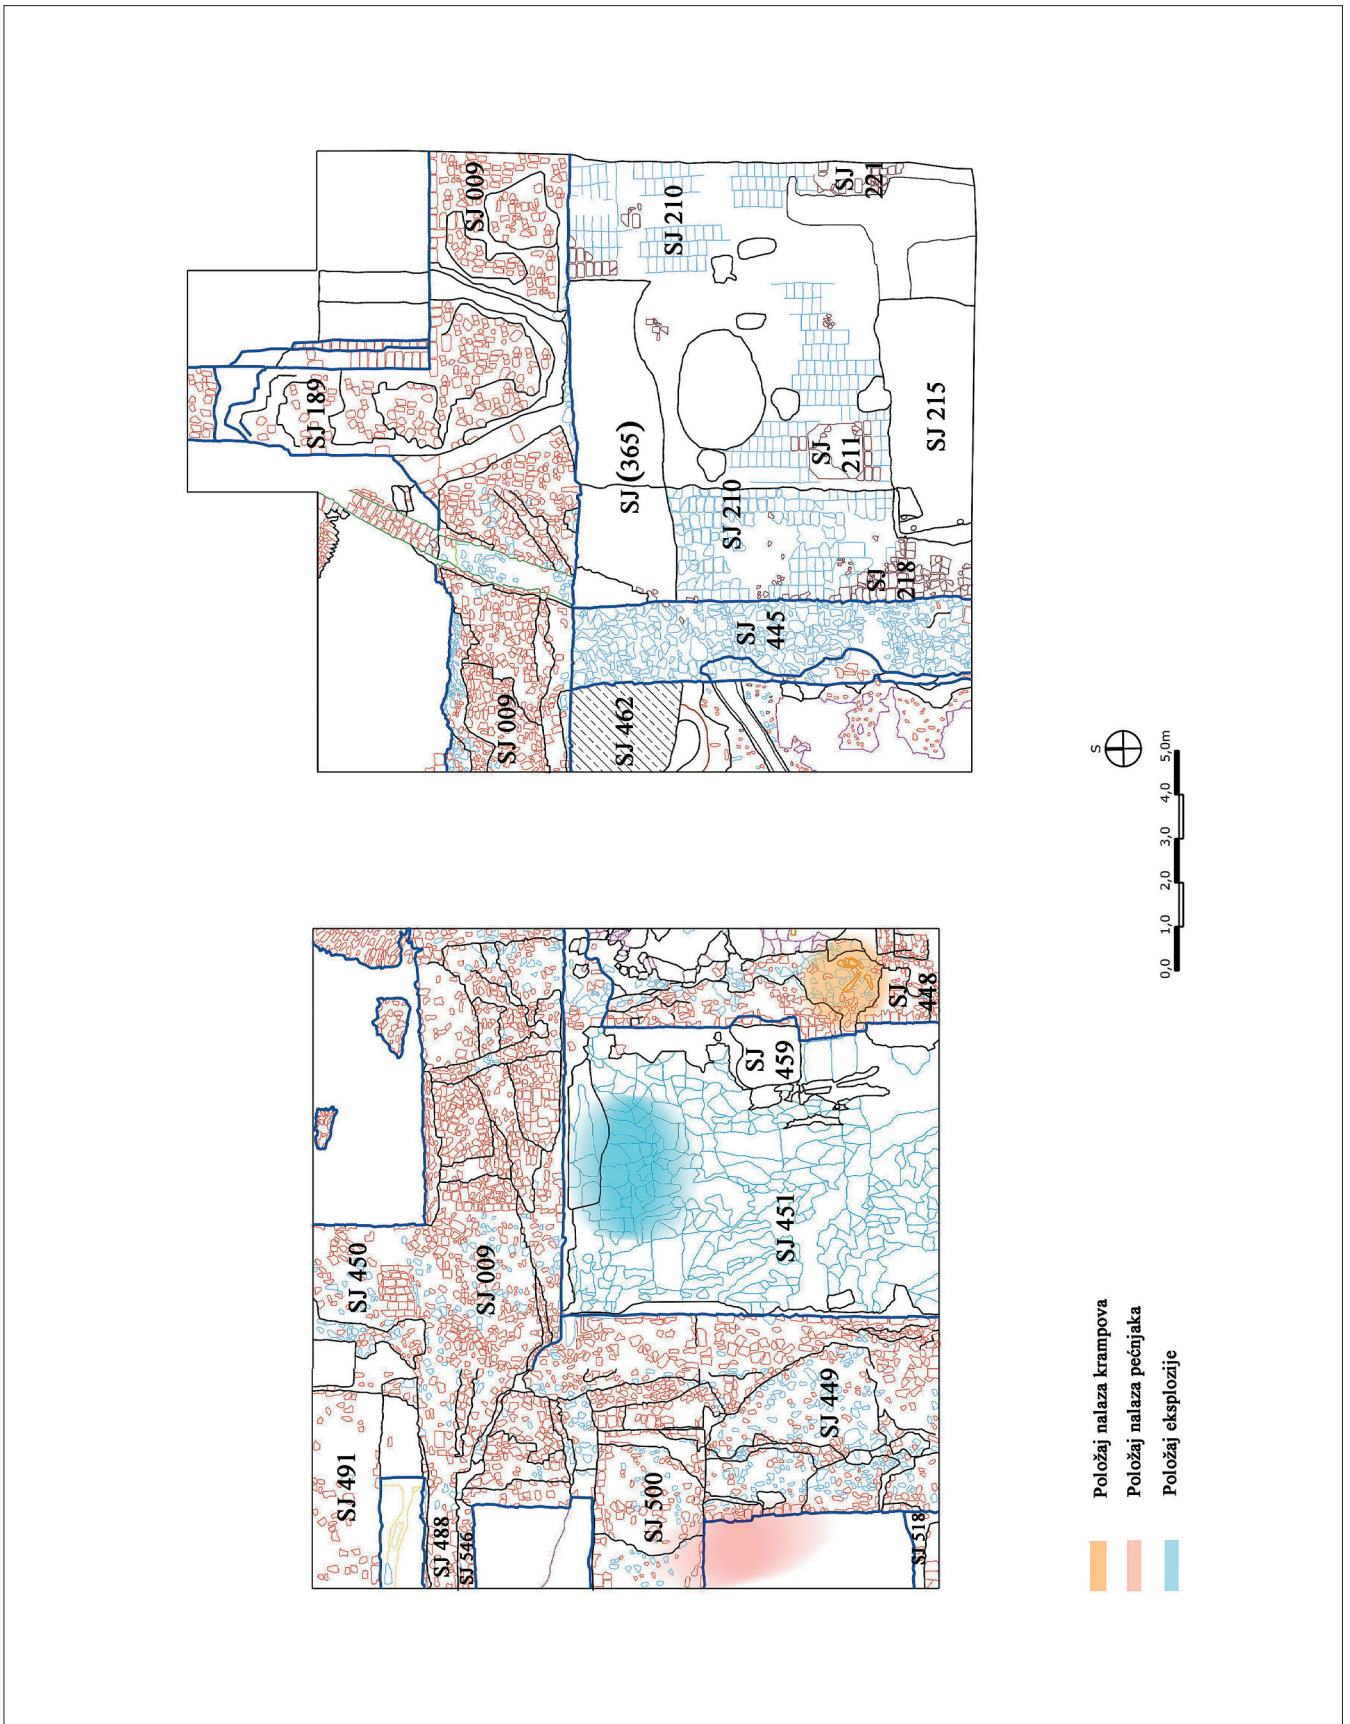 SJ 491
SJ 450
SJ 189
SJ 488
SJ 546
SJ 009
SJ 009
SJ 009
SJ 500
SJ 462
SJ (365)
SJ 210
SJ 449
SJ 451
SJ
459
SJ
445
SJ 210
SJ
211
SJ
221
SJ 518
SJ
448
SJ
218
SJ 215
S
0,0
1,0
2,0
3,0
4,0
5,0m
Položaj nalaza krampova
Položaj nalaza pećnjaka
Položaj eksplozije